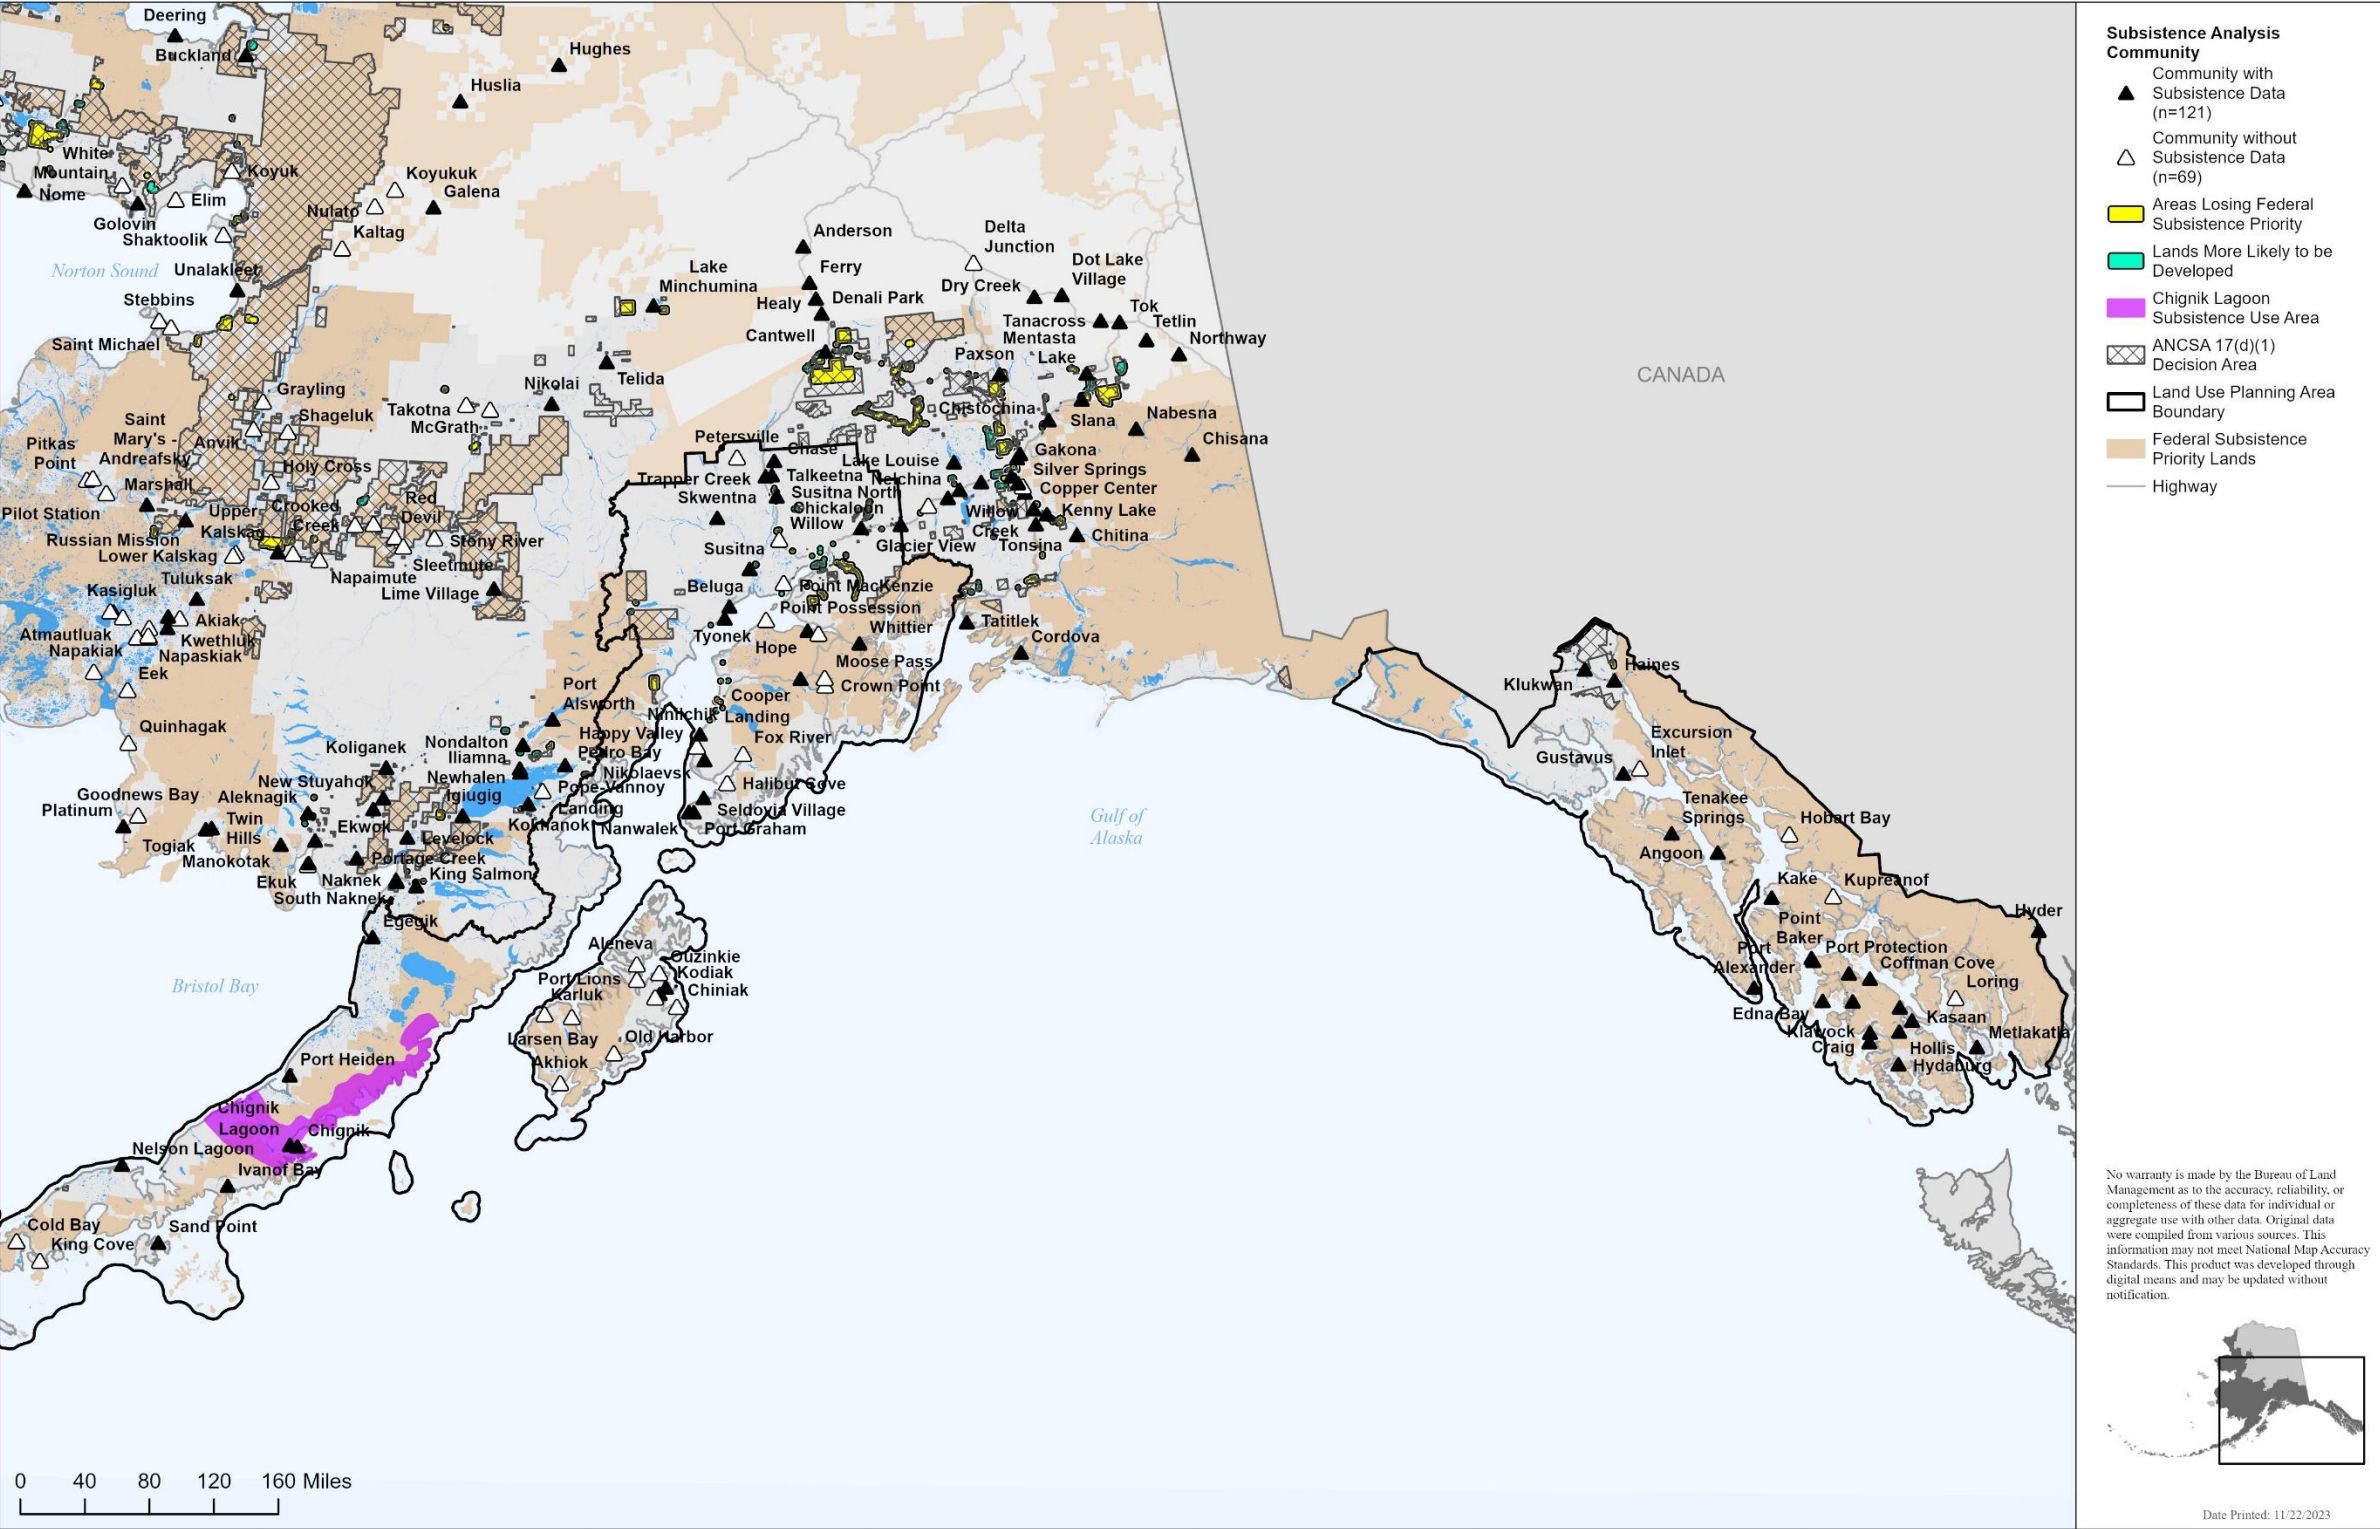 Deering
Buckland
Hughes
Huslia
White
Mountain
Nome
Koyuk
Koyukuk
Galena
Elim
Nulato
Golovin
Shaktoolik
Kaltag
Norton Sound
Unalakleet
Stebbins
Saint Michael
Anderson
Delta
Junction
Lake
Minchumina
Ferry
Dot Lake
Village
Dry Creek
Healy
Denali Park
Tok
Tanacross
Tetlin
Cantwell
Mentasta
Lake
Northway
Paxson
Nikolai
Telida
Grayling
Shageluk
Takotna
McGrath
Chistochina
Slana
Nabesna
Chisana
Saint
Mary's -
Andreafsky
Pitkas
Point
Anvik
Petersville
Chase
Lake Louise
Gakona
Holy Cross
Silver Springs
Trapper Creek
Talkeetna
Nelchina
Copper Center
Marshall
Red
Devil
Skwentna
Susitna North
Chickaloon
Willow
Pilot Station
Upper
Kalskag
Crooked
Creek
Willow
Creek
Kenny Lake
Russian Mission
Lower Kalskag
Stony River
Susitna
Glacier View
Tonsina
Chitina
Tuluksak
Napaimute
Sleetmute
Lime Village
Beluga
Point MacKenzie
Kasigluk
Akiak
Point Possession
Whittier
Tatitlek
Atmautluak
Kwethluk
Napakiak
Napaskiak
Tyonek
Hope
Cordova
Eek
Moose Pass
Crown Point
Port
Alsworth
Cooper
Landing
Quinhagak
Ninilchik
Happy Valley
Fox River
Koliganek
Nondalton
Iliamna
Pedro Bay
New Stuyahok
Newhalen
Nikolaevsk
Goodnews Bay
Aleknagik
Igiugig
Pope-Vannoy
Landing
Halibut Cove
Platinum
Twin
Hills
Ekwok
Kokhanok
Nanwalek
Seldovia Village
Port Graham
Togiak
Manokotak
Levelock
Portage Creek
Ekuk
Naknek
King Salmon
South Naknek
Egegik
Aleneva
Ouzinkie
Kodiak
Port Lions
Chiniak
Karluk
Larsen Bay
Old Harbor
Akhiok
Bristol Bay
Port Heiden
Chignik
Lagoon
Chignik
Nelson Lagoon
Ivanof Bay
Cold Bay
King Cove
Sand Point
CANADA
Gulf of
Alaska
Haines
Klukwan
Excursion
Inlet
Gustavus
Tenakee
Springs
Hobart Bay
Angoon
Kake
Kupreanof
Hyder
Point
Baker
Port
Alexander
Port Protection
Coffman Cove
Loring
Edna Bay
Klawock
Kasaan
Metlakatla
Craig
Hollis
Hydaburg
0 40 80 120 160 Miles
Subsistence Analysis
Community
Community with
Subsistence Data
(n=121)
Community without
Subsistence Data
(n=69)
Areas Losing Federal
Subsistence Priority
Lands More Likely to be
Developed
Chignik Lagoon
Subsistence Use Area
ANCSA 17(d)(1)
Decision Area
Land Use Planning Area
Boundary
Federal Subsistence
Priority Lands
Highway
No warranty is made by the Bureau of Land
Management as to the accuracy, reliability, or
completeness of these data for individual or
aggregate use with other data. Original data
were compiled from various sources. This
information may not meet National Map Accuracy
Standards. This product was developed through
digital means and may be updated without
notification.
Date Printed: 11/22/2023